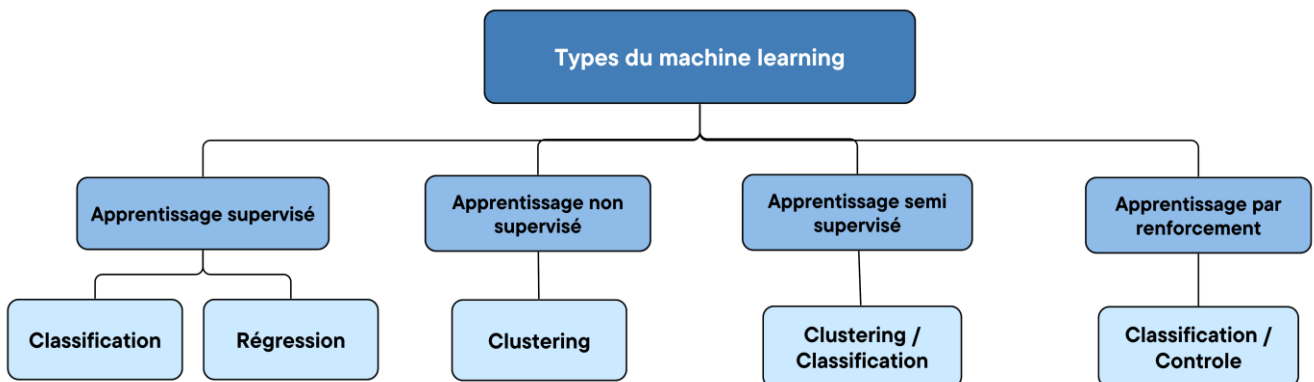 Types du machine learning
Apprentissage supervisé
Apprentissage non
supervisé
Apprentissage semi
supervisé
Apprentissage par
renforcement
Classification
Régression
Clustering
Clustering /
Classification
Classification /
Controle